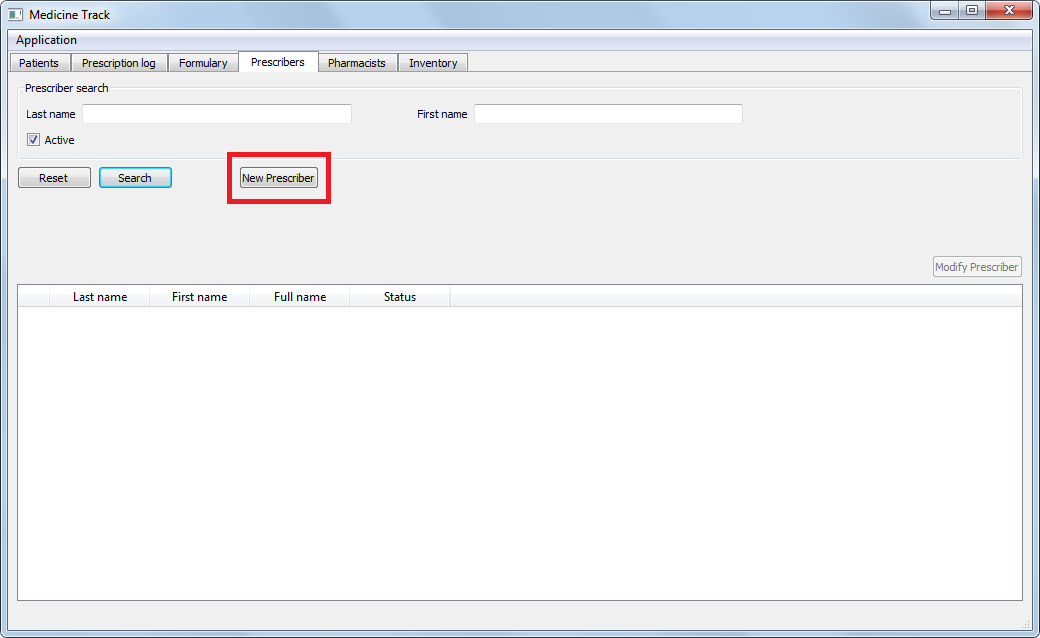 Medicine Track
Application
Patients Prescription log Formulary Prescribers Pharmacists Inventory
Prescriber search
Last name First name
Active
Reset Search New Prescriber
Modify Prescriber
Last name First name Full name Status